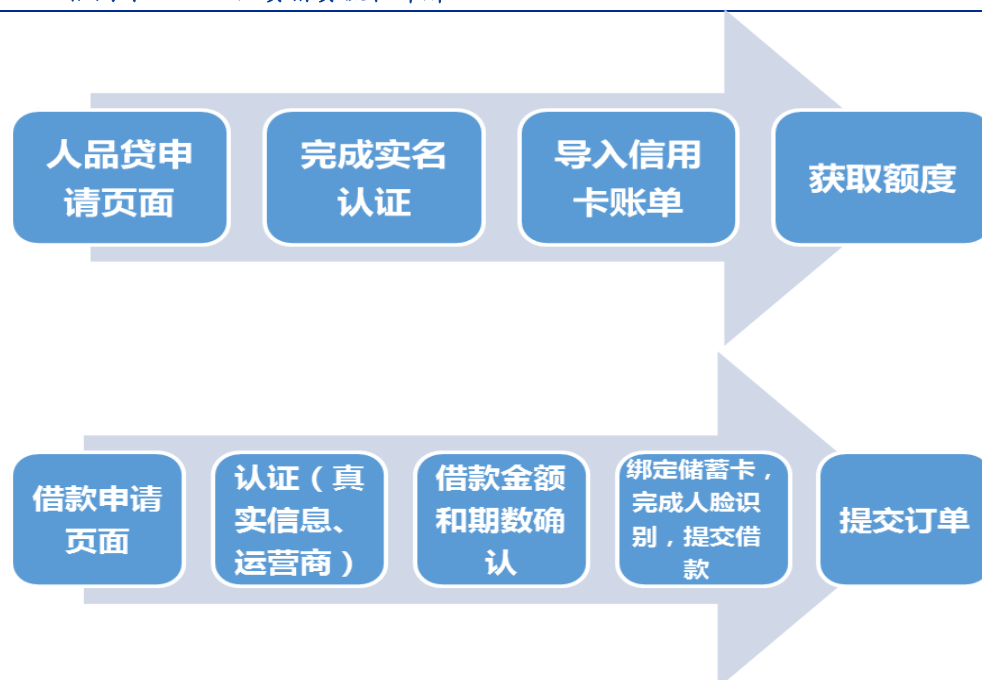 人品贷申
请页面
完成实名
认证
导入信用
卡账单
获取额度
借款申请
页面
认证（真
实信息、
运营商）
借款金额
和期数确
认
绑定储蓄卡，
完成人脸识
别，提交借
款
提交订单